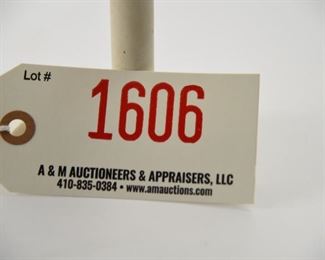 Lot #
1606
A & M AUCTIONEERS & APPRAISERS, LLC
410-835-0384 • www.amauctions.com